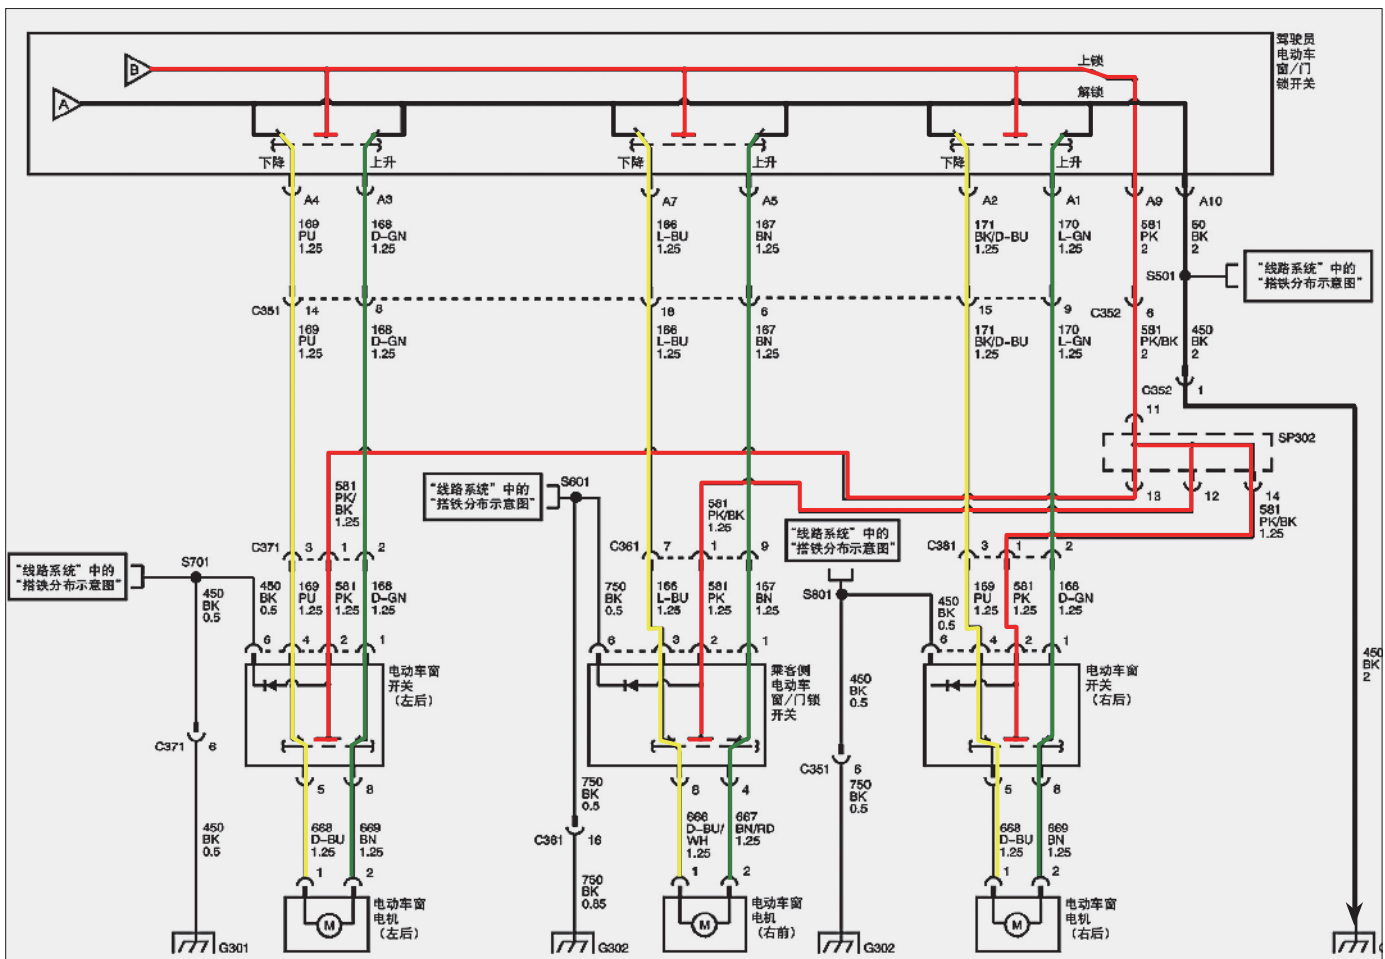 驾驶员
电动车
窗/门
锁开关
B
上锁
A
解锁
下降
上升
下降
上升
下降
上升
A4
A3
A7
A5
A2
A1
A9
A10
169
PU
1.25
168
D-GN
1.25
166
L-BU
1.25
167
BN
1.25
171
BK/D-BU
1.25
170
L-GN
1.25
581
PK
2
50
BK
2
S501
"线路系统"中的
"搭铁分布示意图"
C351
14
8
18
6
15
9
C352
6
169
PU
1.25
168
D-GN
1.25
166
L-BU
1.25
167
BN
1.25
171
BK/D-BU
1.25
170
L-GN
1.25
581
PK/BK
2
450
BK
2
C352
1
11
SP302
13
12
14
581
PK/BK
1.25
581
PK/
BK
1.25
"线路系统"中的
"搭铁分布示意图"
S601
581
PK/BK
1.25
"线路系统"中的
"搭铁分布示意图"
C371
3
1
2
C361
7
1
9
C381
3
1
2
"线路系统"中的
"搭铁分布示意图"
S701
450
BK
0.5
450
BK
0.5
169
PU
1.25
581
PK
1.25
168
D-GN
1.25
750
BK
0.5
166
L-BU
1.25
581
PK
1.25
167
BN
1.25
S801
450
BK
0.5
169
PU
1.25
581
PK
1.25
168
D-GN
1.25
6
4
2
1
6
3
2
1
6
4
2
1
电动车窗
开关
(左后)
乘客侧
电动车
窗/门锁
开关
电动车窗
开关
(右后)
450
BK
0.5
450
BK
2
C371
6
C351
6
5
8
6
4
5
8
750
BK
0.5
750
BK
0.5
450
BK
0.5
668
D-BU
1.25
669
BN
1.25
C361
16
666
D-BU/
WH
1.25
667
BN/RD
1.25
668
D-BU
1.25
669
BN
1.25
1
2
750
BK
0.85
1
2
1
2
M
电动车窗
电机
(左后)
M
电动车窗
电机
(右前)
M
电动车窗
电机
(右后)
G301
G302
G302